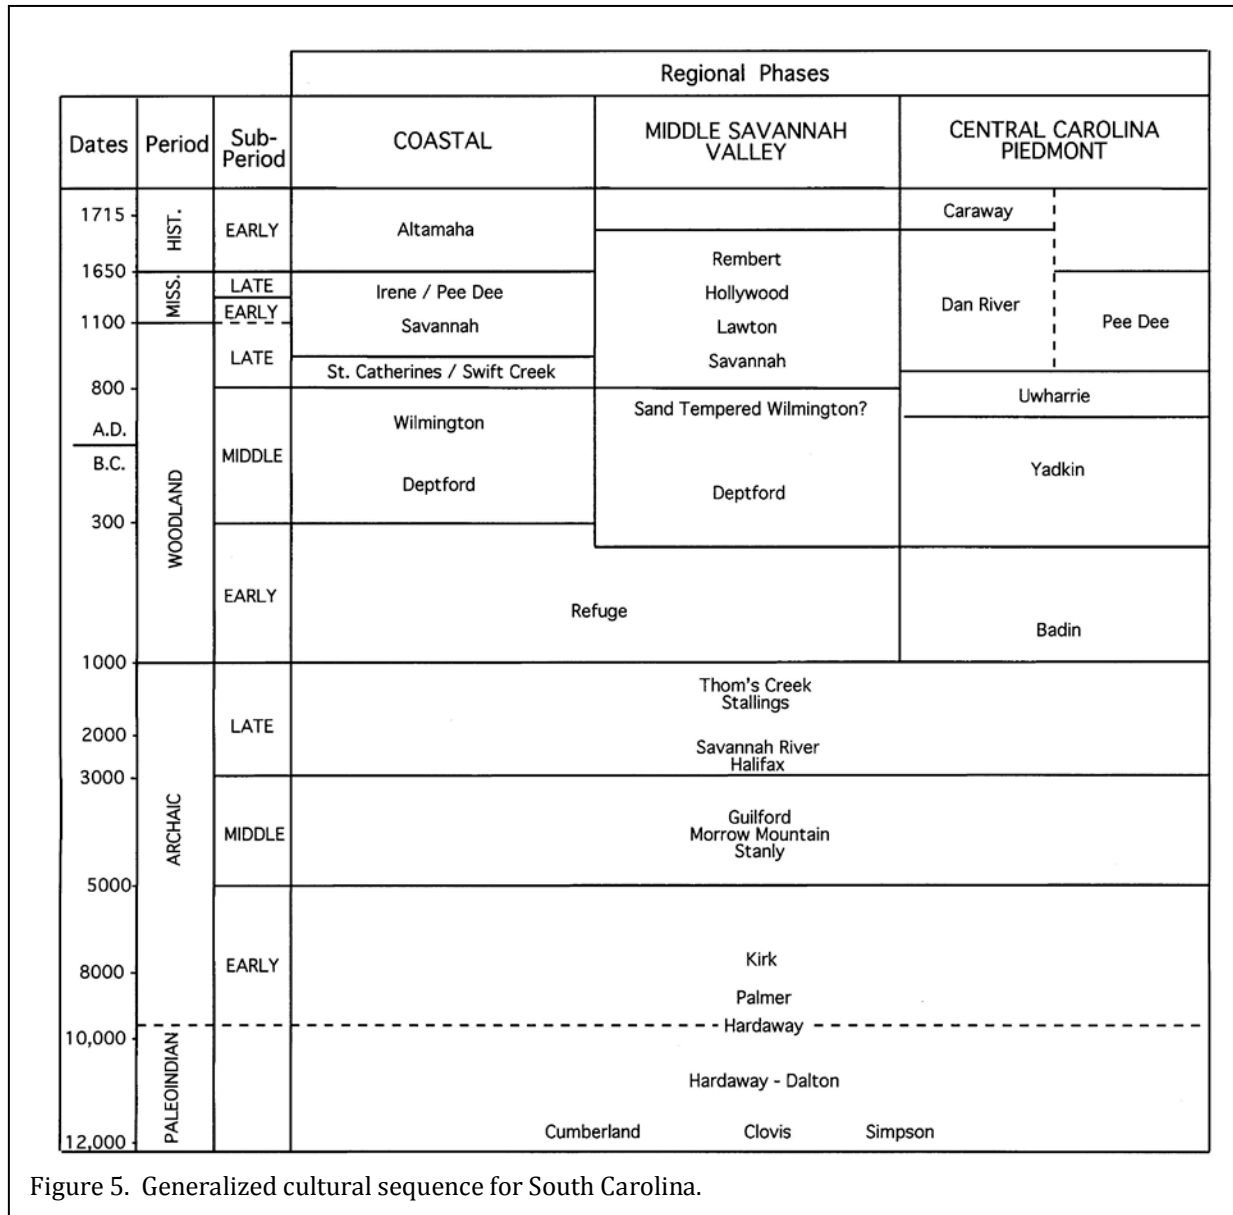 Regional Phases
Dates Period Sub-Period COASTAL MIDDLE SAVANNAH VALLEY CENTRAL CAROLINA PIEDMONT
1715 HIST. EARLY Altamaha Caraway
Rembert
1650
MISS. LATE Irene / Pee Dee Hollywood Dan River
EARLY
1100 Savannah Lawton Pee Dee
LATE Savannah
St. Catherines / Swift Creek
800
Uwharrie
Sand Tempered Wilmington?
A.D. Wilmington
B.C. WOODLAND MIDDLE Yadkin
Deptford Deptford
300
EARLY Refuge
Badin
1000
Thom's Creek
Stallings
2000 LATE
Savannah River
Halifax
3000
ARCHAIC MIDDLE Guilford
Morrow Mountain
Stanly
5000
8000 EARLY Kirk
Palmer
Hardaway
10,000
PALEOINDIAN Hardaway - Dalton
12,000 Cumberland Clovis Simpson
Figure 5. Generalized cultural sequence for South Carolina.